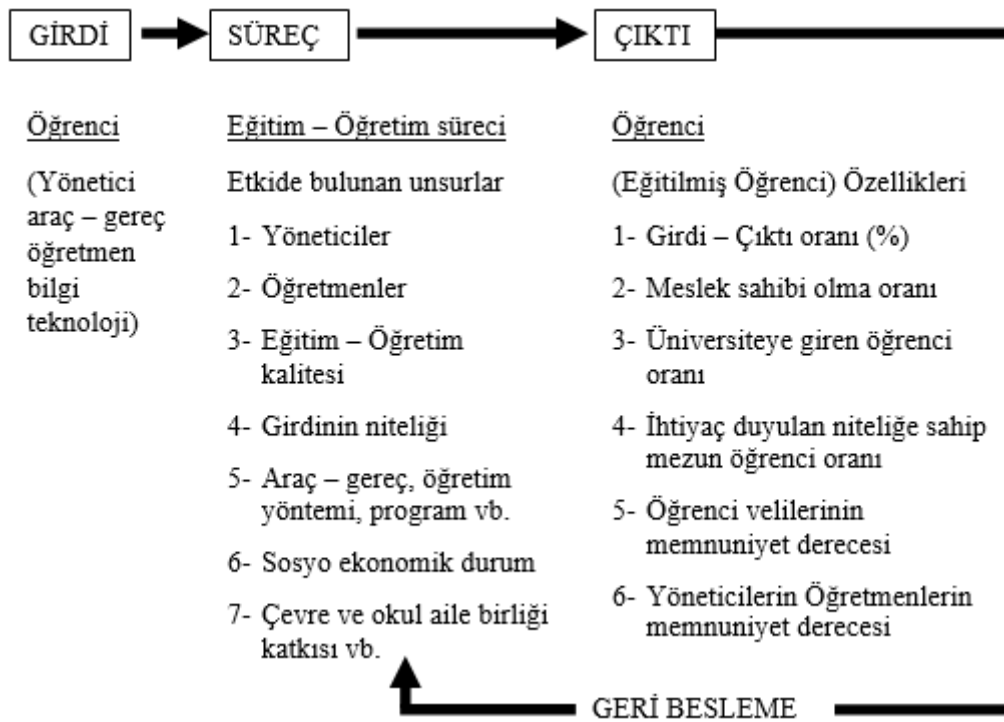 GİRDİ
SÜREÇ
ÇIKTI
Öğrenci
(Yönetici
araç – gereç
öğretmen
bilgi
teknoloji)
Eğitim – Öğretim süreci
Etkide bulunan unsurlar
1- Yöneticiler
2- Öğretmenler
3- Eğitim – Öğretim
kalitesi
4- Girdinin niteliği
5- Araç – gereç, öğretim
yöntemi, program vb.
6- Sosyo ekonomik durum
7- Çevre ve okul aile birliği
katkısı vb.
Öğrenci
(Eğitilmiş Öğrenci) Özellikleri
1- Girdi – Çıktı oranı (%)
2- Meslek sahibi olma oranı
3- Üniversiteye giren öğrenci
oranı
4- İhtiyaç duyulan niteliğe sahip
mezun öğrenci oranı
5- Öğrenci velilerinin
memnuniyet derecesi
6- Yöneticilerin Öğretmenlerin
memnuniyet derecesi
GERİ BESLEME